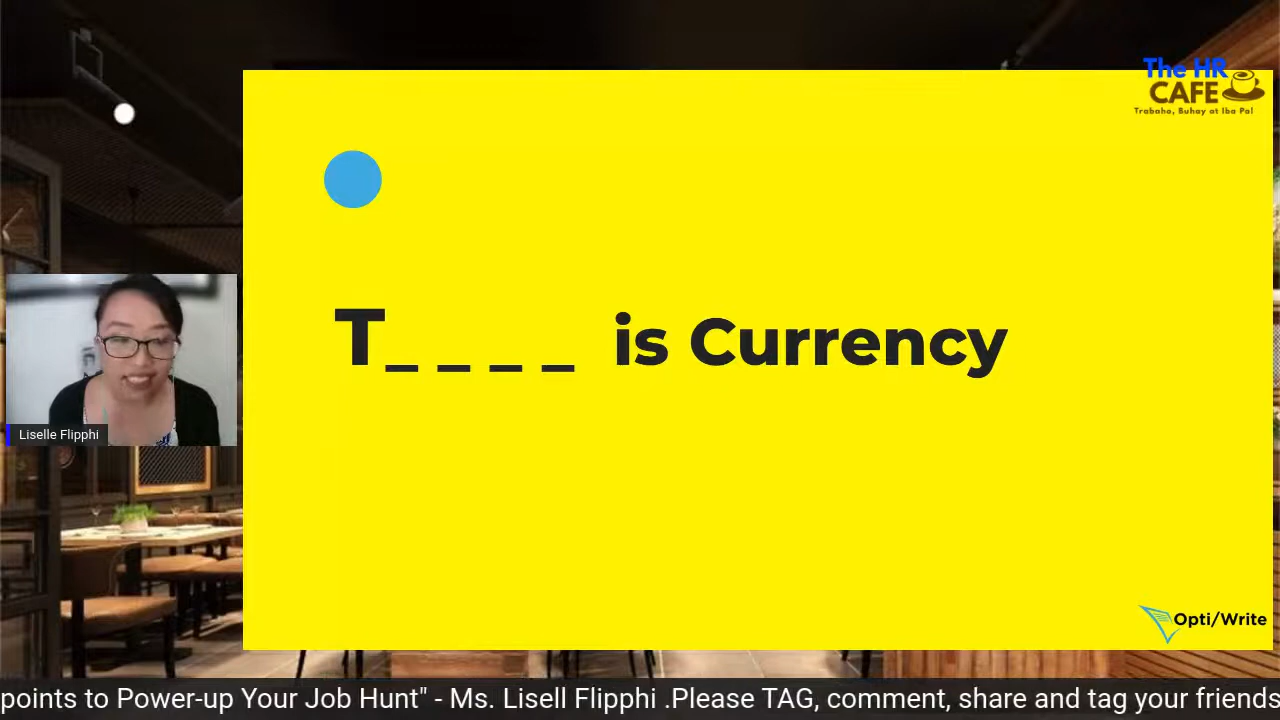 The HR
CAFE
Trabaho, Buhay at Iba Pa!
T_ _ _ _ is Currency
Liselle Flipphi
Opti/Write
points to Power-up Your Job Hunt" - Ms. Lisell Flipphi .Please TAG, comment, share and tag your friends